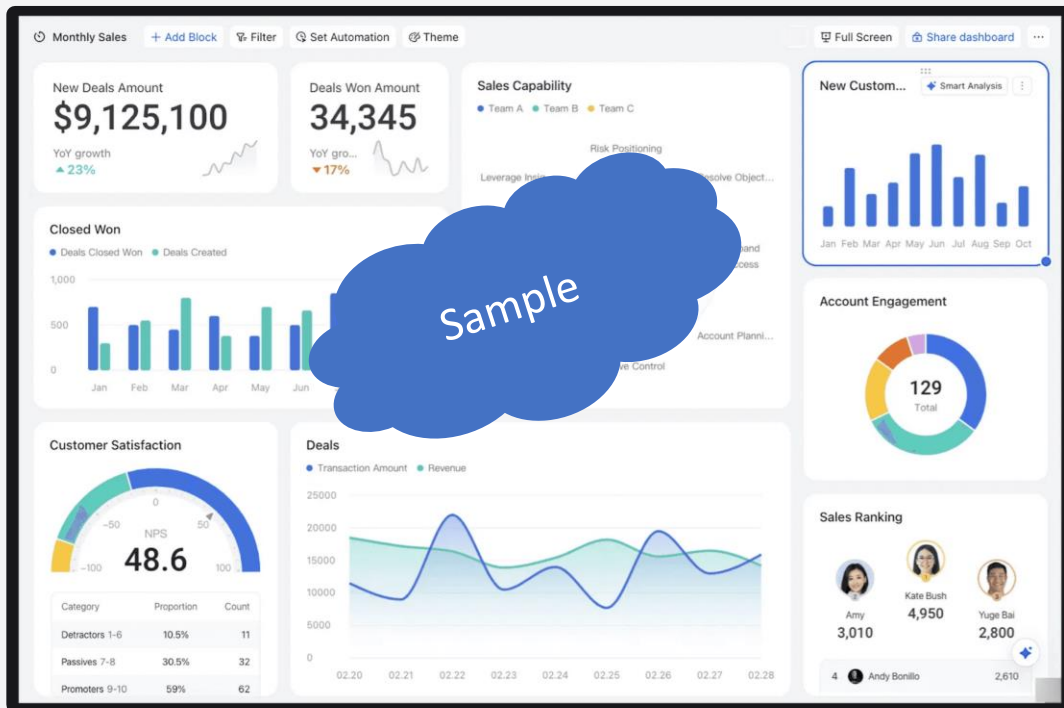 Monthly Sales
+ Add Block
Filter
Set Automation
Theme
Full Screen
Share dashboard
...
New Deals Amount
$9,125,100
YoY growth
23%
Deals Won Amount
34,345
YoY gro...
17%
Sales Capability
Team A
Team B
Team C
Risk Positioning
Leverage
Resolve Object...
Account Planni...
Control
New Custom...
Smart Analysis
Jan Feb Mar Apr May Jun Jul Aug Sep Oct
Closed Won
Deals Closed Won
Deals Created
1,000
500
0
Jan Feb Mar Apr May Jun
Sample
Account Engagement
129
Total
Customer Satisfaction
-100
-50
0
50
100
NPS
48.6
Category Proportion Count
Detractors 1-6 10.5% 11
Passives 7-8 30.5% 32
Promoters 9-10 59% 62
Deals
Transaction Amount
Revenue
25000
20000
15000
10000
5000
0
02.20 02.21 02.22 02.23 02.24 02.25 02.26 02.27 02.28
Sales Ranking
Amy
3,010
Kate Bush
4,950
Yuge Bai
2,800
4 Andy Bonillo 2,610